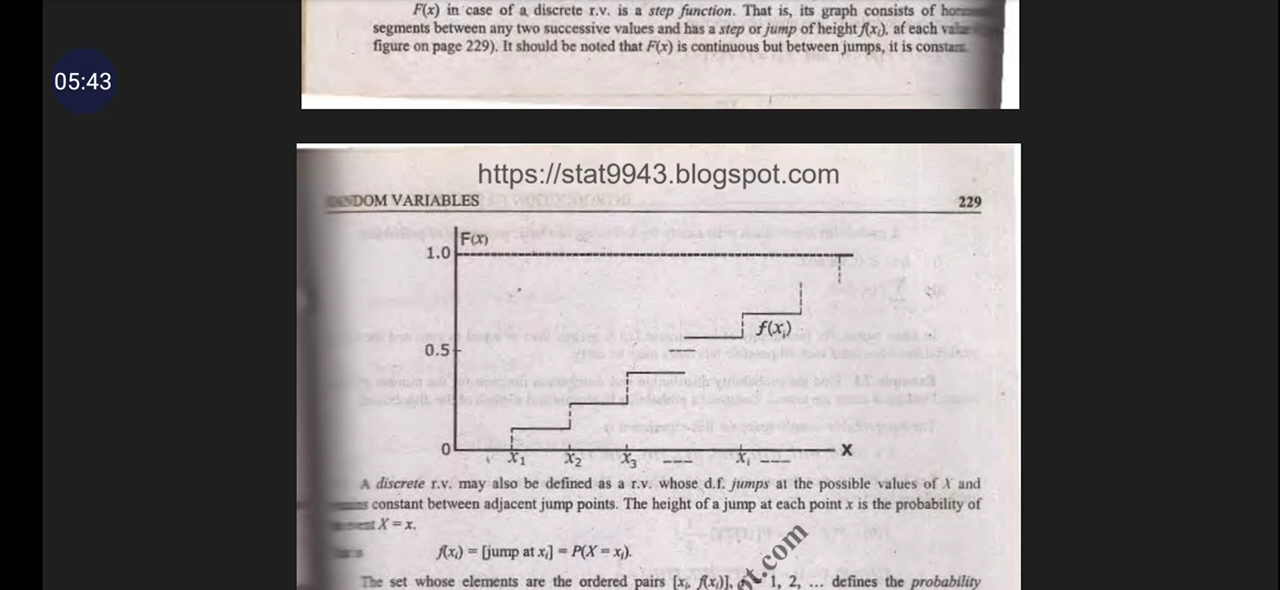 F(x) in case of a discrete r.v. is a step function. That is, its graph consists of
segments between any two successive values and has a step or jump of height f(xᵢ), af each
figure on page 229). It should be noted that F(x) is continuous but between jumps, it is
05:43
https://stat9943.blogspot.com
RANDOM VARIABLES 229
F(x)
1.0
f(xᵢ)
0.5
0
x₁ x₂ x₃ --- xᵢ --- X
A discrete r.v. may also be defined as a r.v. whose d.f. jumps at the possible values of X and
constant between adjacent jump points. The height of a jump at each point x is the probability of
X = x.
f(xᵢ) = [jump at xᵢ] = P(X = xᵢ).
The set whose elements are the ordered pairs [xᵢ, f(xᵢ)], 1, 2, ... defines the probability